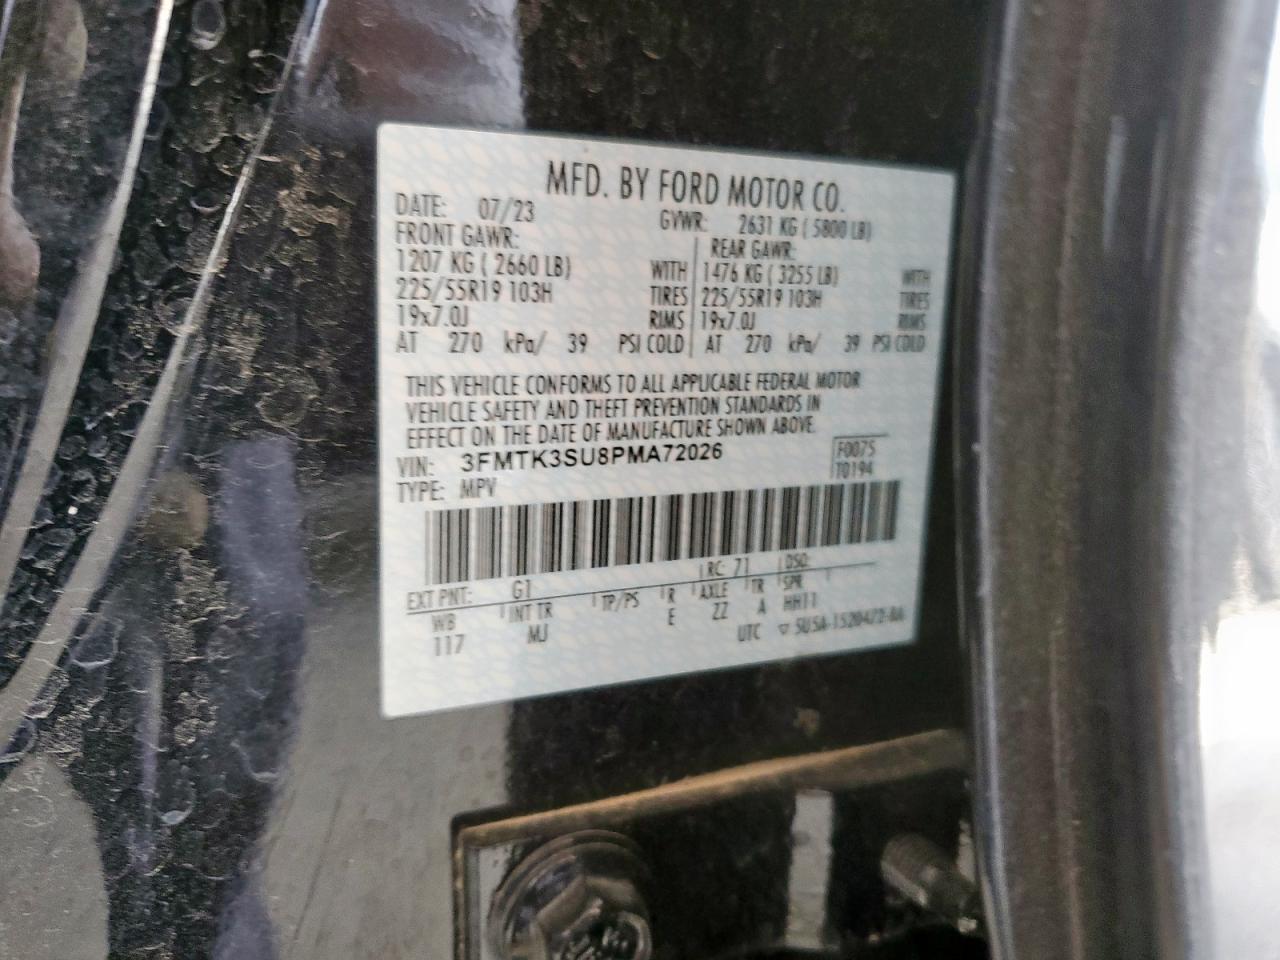 MFD. BY FORD MOTOR CO.
DATE: 07/23 GVWR: 2631 KG ( 5800 LB)
FRONT GAWR: REAR GAWR:
1207 KG ( 2660 LB) WITH 1476 KG ( 3255 LB) WITH
225/55R19 103H TIRES 225/55R19 103H TIRES
19x7.0J RIMS 19x7.0J RIMS
AT 270 kPa/ 39 PSI COLD AT 270 kPa/ 39 PSI COLD
THIS VEHICLE CONFORMS TO ALL APPLICABLE FEDERAL MOTOR
VEHICLE SAFETY AND THEFT PREVENTION STANDARDS IN
EFFECT ON THE DATE OF MANUFACTURE SHOWN ABOVE.
VIN: 3FMTK3SU8PMA72026 F0075
TYPE: MPV T0194
EXT PNT: G1 RC: 71 DSO:
WB INT TR TP/PS R AXLE TR SPR
117 MJ E ZZ A HH11
UTC